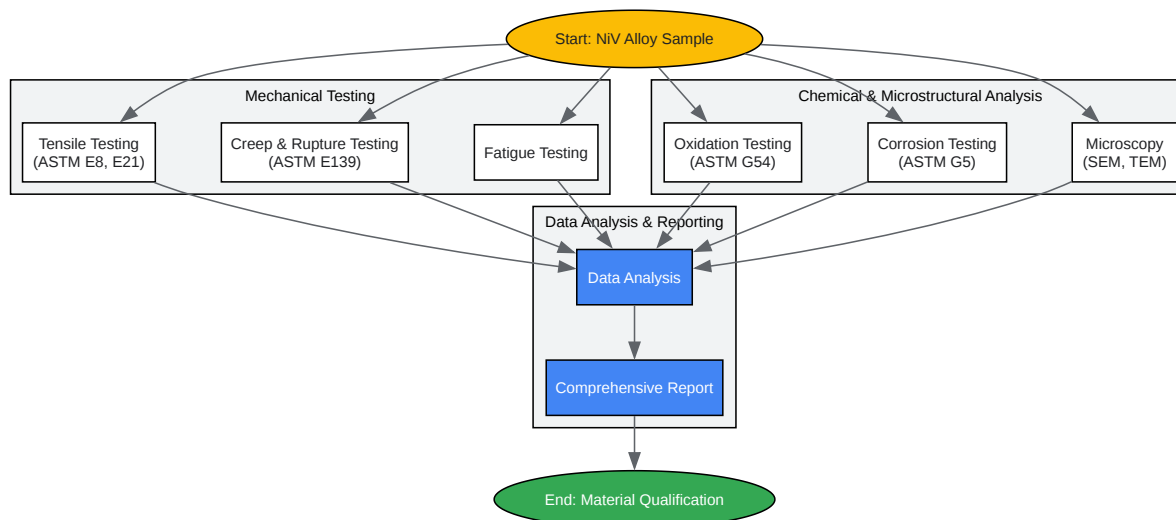 Start: NiV Alloy Sample
Mechanical Testing
Chemical & Microstructural Analysis
Tensile Testing
(ASTM E8, E21)
Creep & Rupture Testing
(ASTM E139)
Fatigue Testing
Oxidation Testing
(ASTM G54)
Corrosion Testing
(ASTM G5)
Microscopy
(SEM, TEM)
Data Analysis & Reporting
Data Analysis
Comprehensive Report
End: Material Qualification